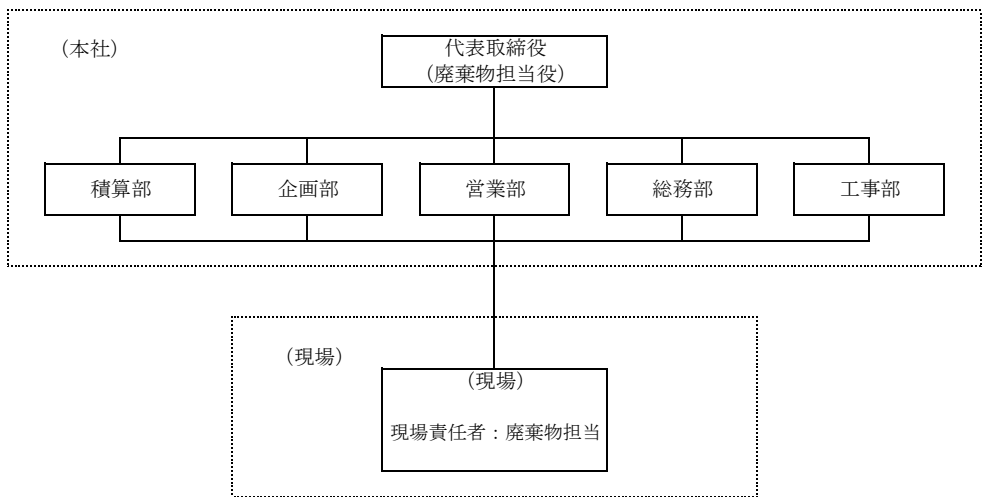 （本社）
代表取締役
（廃棄物担当役）
積算部
企画部
営業部
総務部
工事部
（現場）
（現場）
現場責任者：廃棄物担当